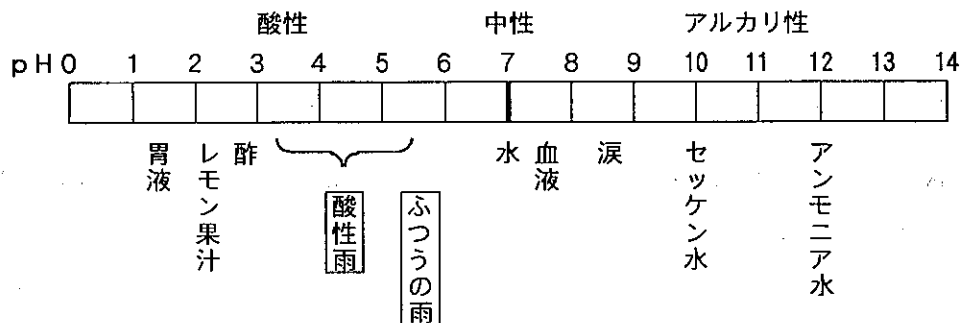 酸性 中性 アルカリ性
pH 0 1 2 3 4 5 6 7 8 9 10 11 12 13 14
胃液
レモン果汁
酢
酸性雨
ふつうの雨
水
血液
涙
セッケン水
アンモニア水